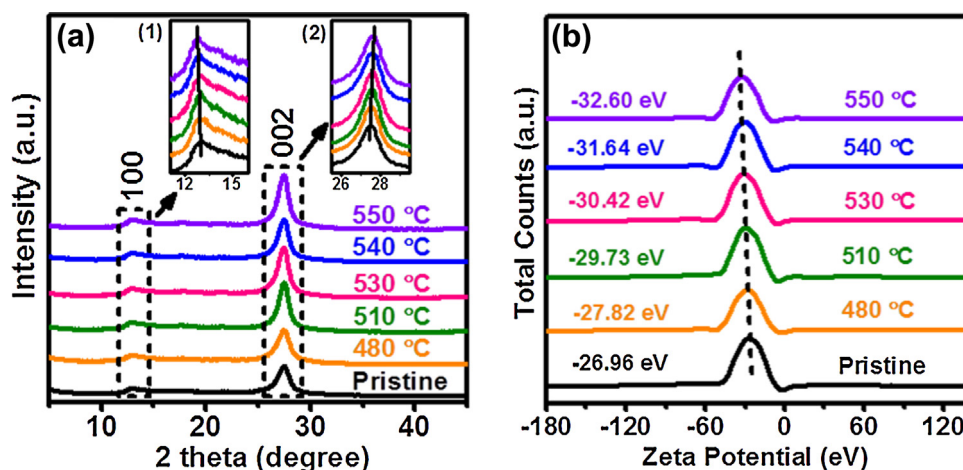 (a)
(1)
(2)
12 14 16
26 28
100
002
550 °C
540 °C
530 °C
510 °C
480 °C
Pristine
Intensity (a.u.)
10 20 30 40
2 theta (degree)
(b)
-32.60 eV 550 °C
-31.64 eV 540 °C
-30.42 eV 530 °C
-29.73 eV 510 °C
-27.82 eV 480 °C
-26.96 eV Pristine
Total Counts (a.u.)
-180 -120 -60 0 60 120
Zeta Potential (eV)